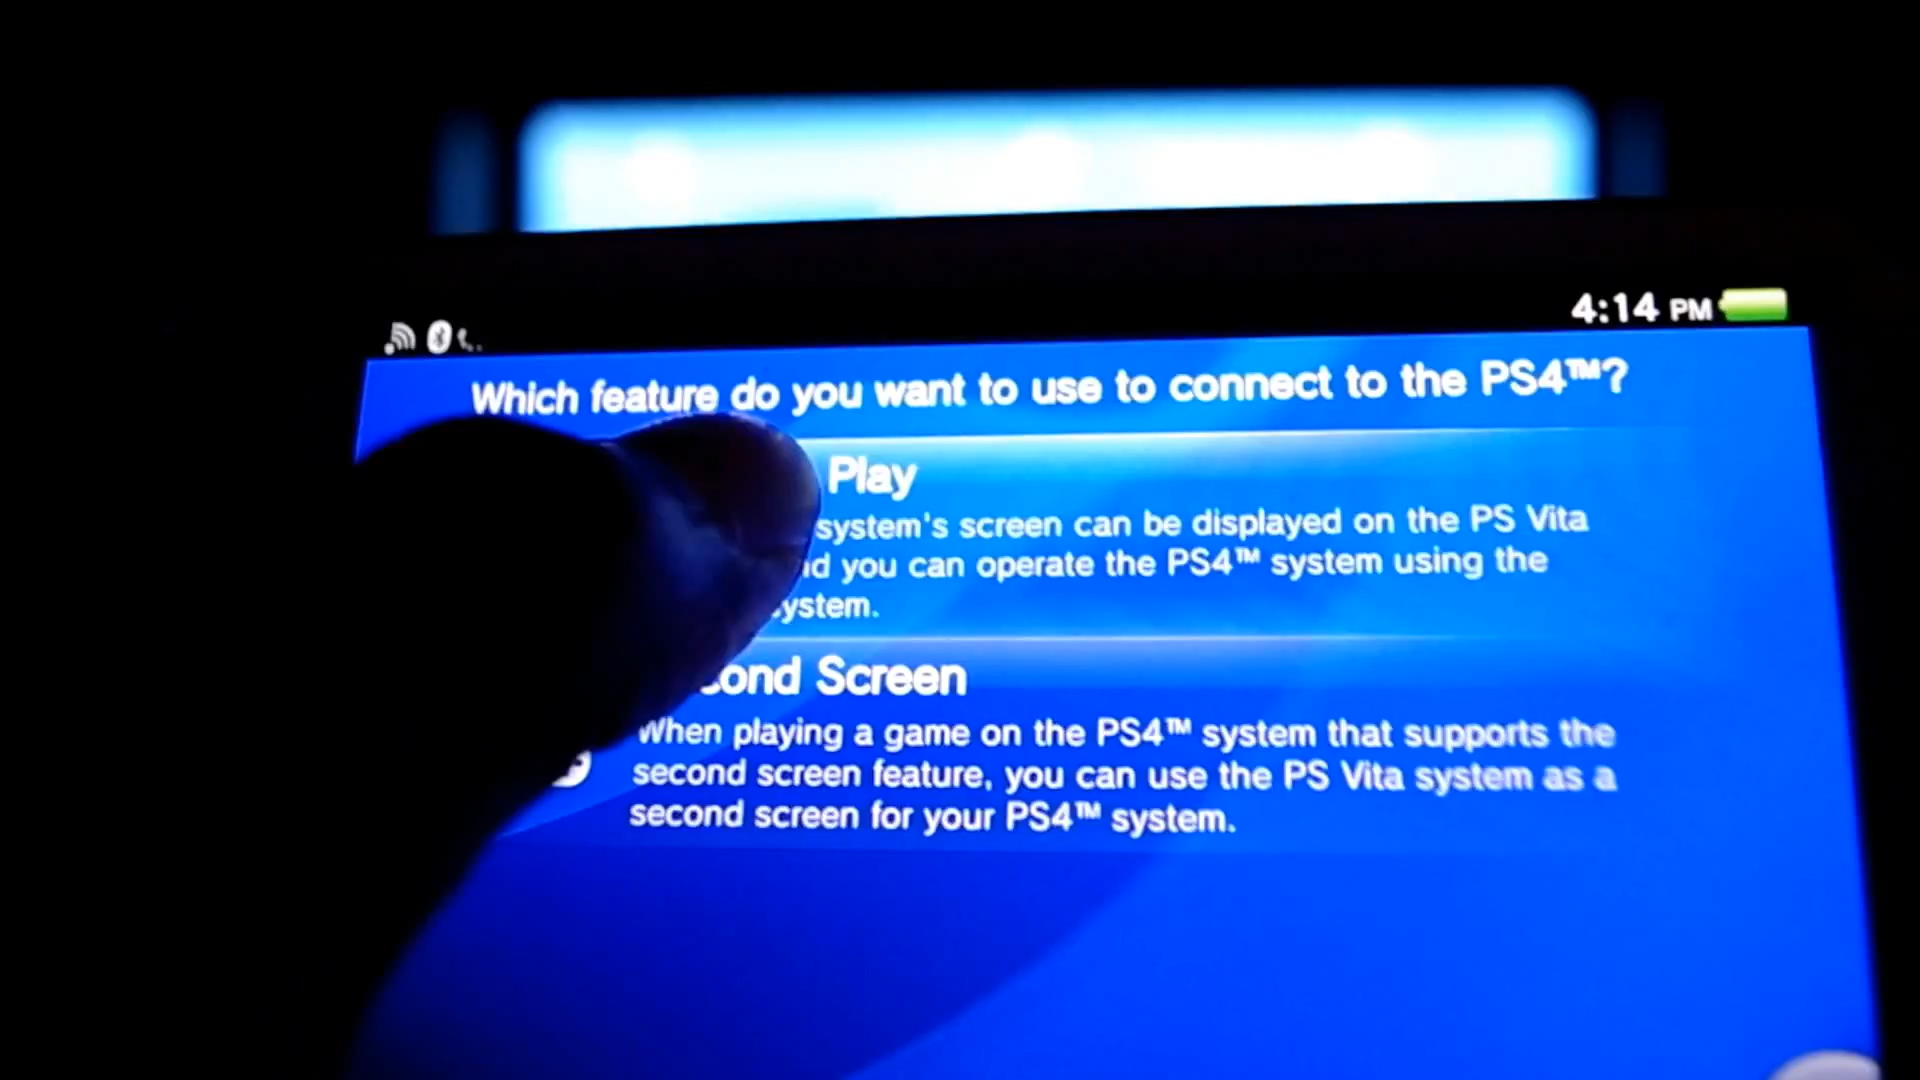 4:14 PM
Which feature do you want to use to connect to the PS4™?
Play
system's screen can be displayed on the PS Vita
you can operate the PS4™ system using the
ystem.
ond Screen
When playing a game on the PS4™ system that supports the
second screen feature, you can use the PS Vita system as a
second screen for your PS4™ system.